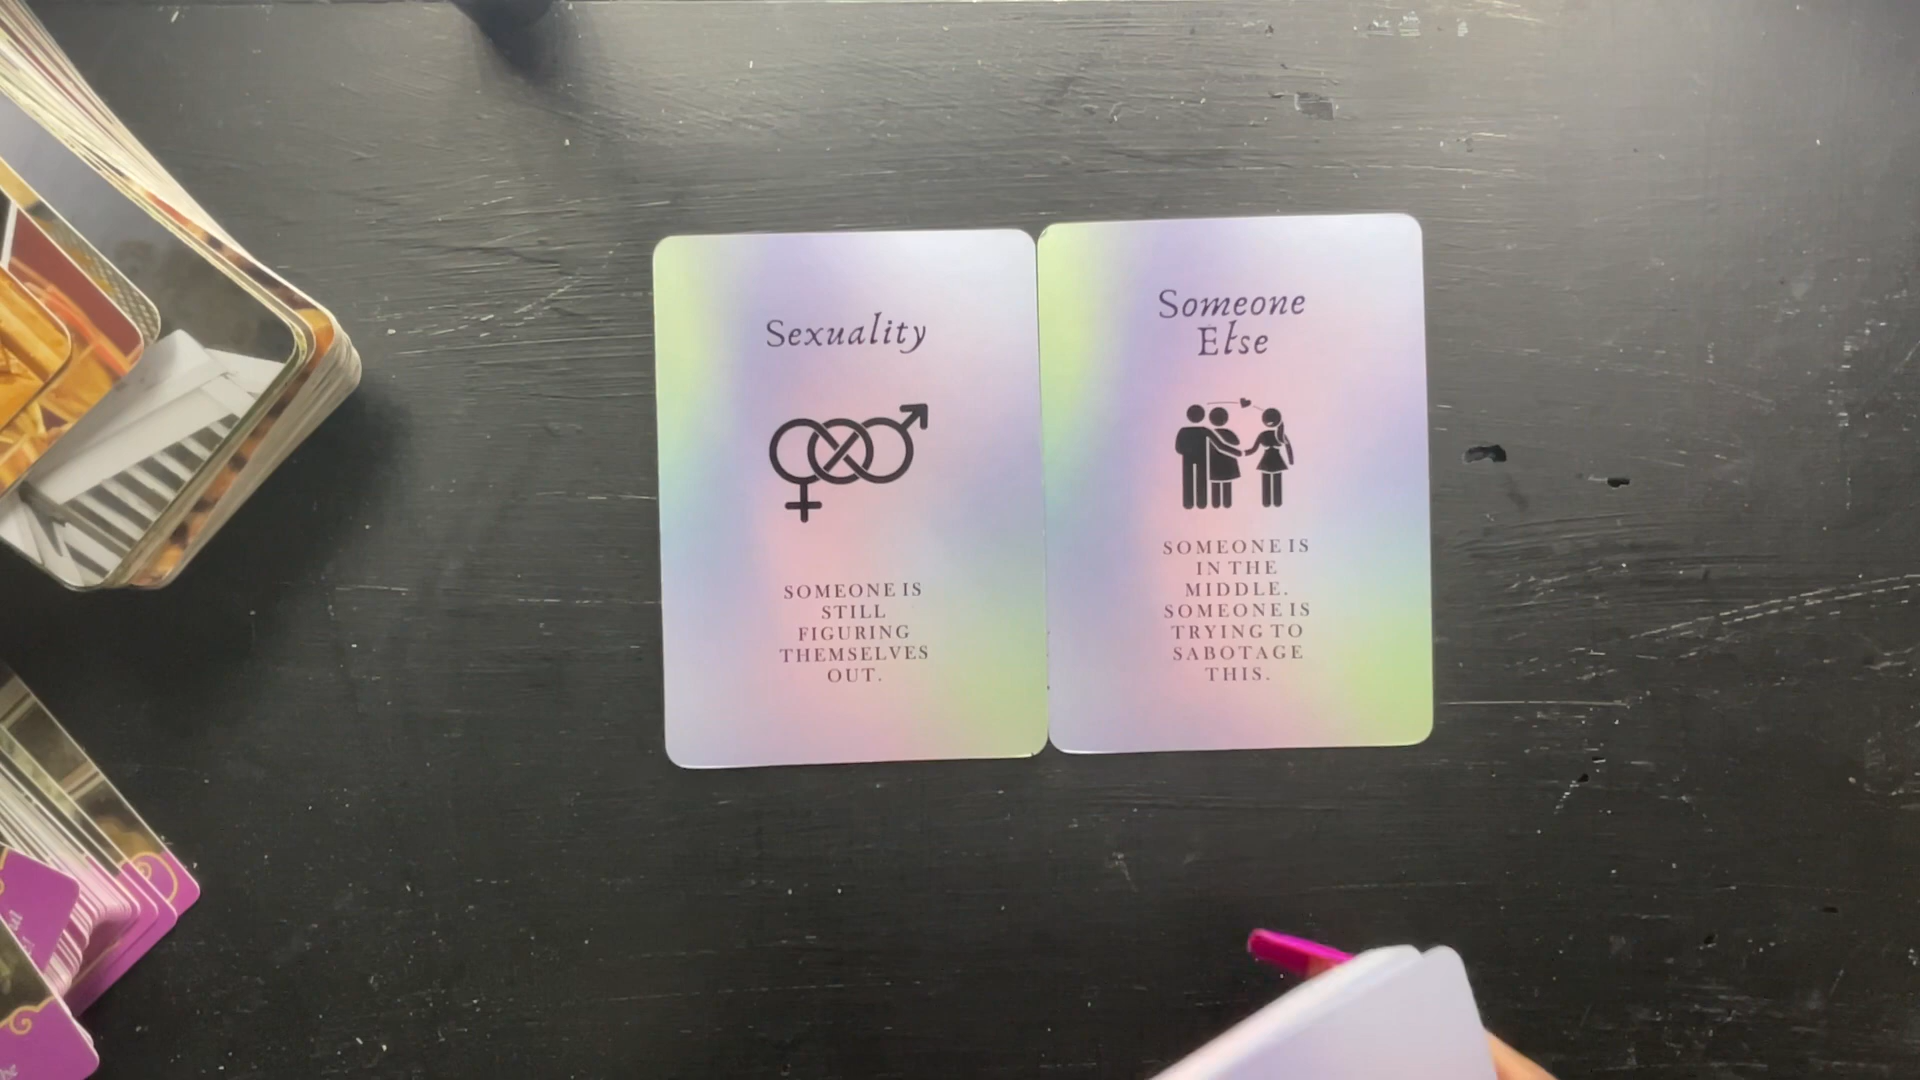 Sexuality
SOMEONE IS
STILL
FIGURING
THEMSELVES
OUT.
Someone
Else
SOMEONE IS
IN THE
MIDDLE.
SOMEONE IS
TRYING TO
SABOTAGE
THIS.